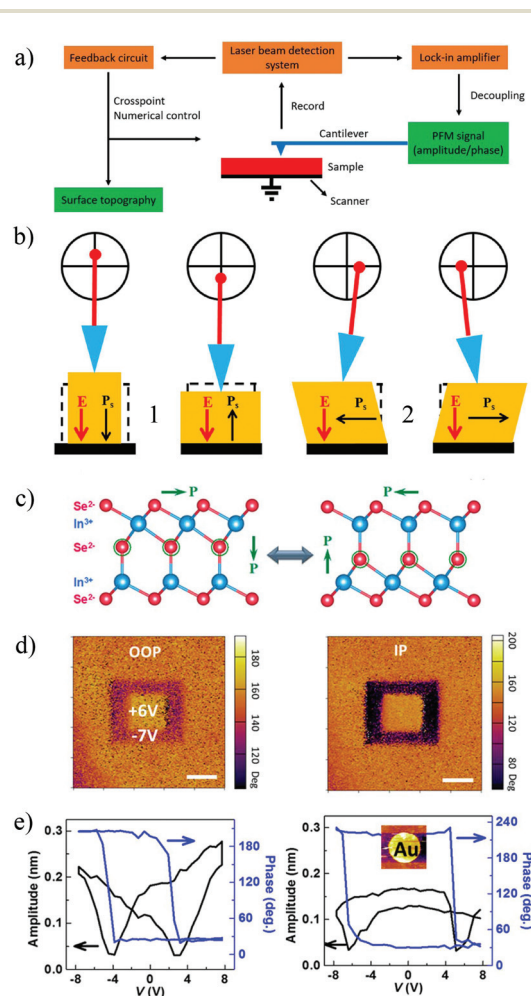 a)
Feedback circuit
Laser beam detection
system
Lock-in amplifier
Crosspoint
Numerical control
Record
Decoupling
Cantilever
PFM signal
(amplitude/phase)
Sample
Surface topography
Scanner
b)
E Ps 1 E Ps E Ps 2 E Ps
c)
P P
Se2-
In3+
Se2- P P
In3+
Se2-
d)
OOP
+6V
-7V
180
160
140
120
Deg
IP
200
160
120
80
Deg
e)
0.3
0.2
0.1
0.0
Amplitude (nm)
180
120
60
0
Phase (deg.)
-8 -4 0 4 8
V (V)
Au
0.3
0.2
0.1
0.0
Amplitude (nm)
240
180
120
60
0
Phase (deg.)
-8 -4 0 4 8
V (V)